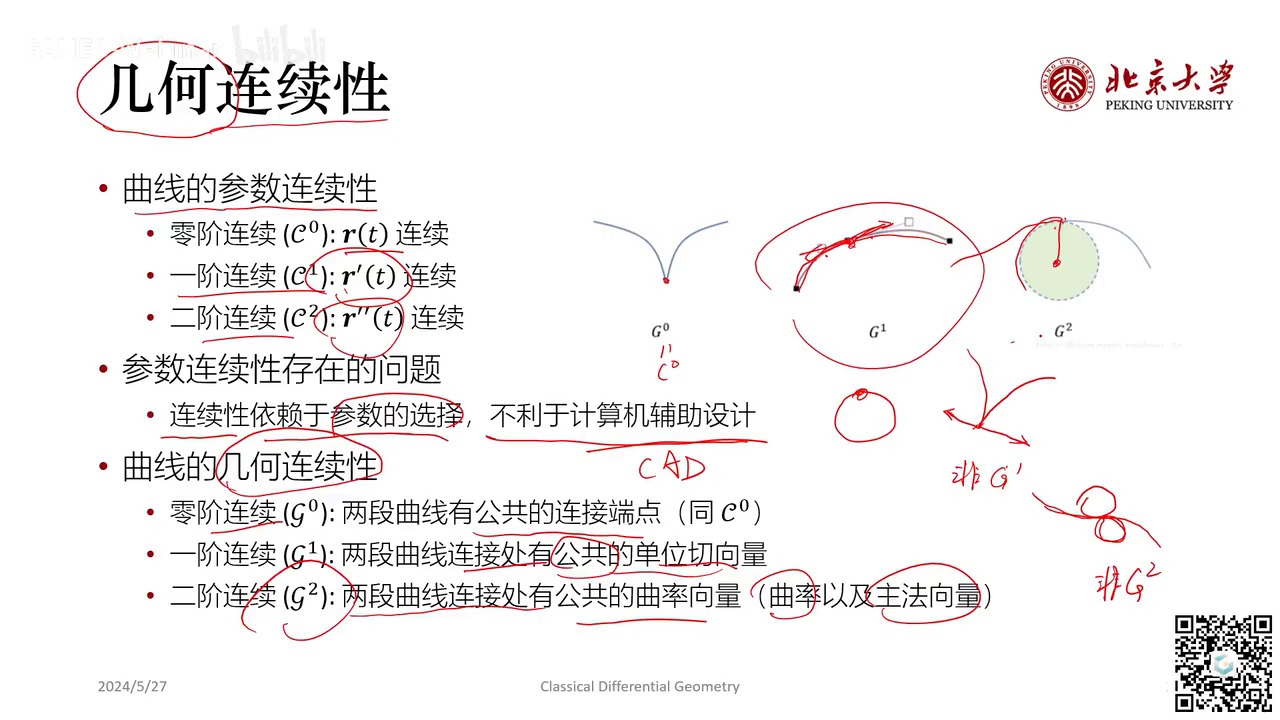 bilibili
几何连续性
北京大学
PEKING UNIVERSITY
• 曲线的参数连续性
• 零阶连续 (𝒞⁰): 𝒓(t) 连续
• 一阶连续 (𝒞¹): 𝒓′(t) 连续
• 二阶连续 (𝒞²): 𝒓′′(t) 连续
G⁰
G¹
G²
C⁰
• 参数连续性存在的问题
• 连续性依赖于参数的选择，不利于计算机辅助设计
CAD
非G'
• 曲线的几何连续性
• 零阶连续 (𝒢⁰): 两段曲线有公共的连接端点（同 𝒞⁰）
• 一阶连续 (𝒢¹): 两段曲线连接处有公共的单位切向量
• 二阶连续 (𝒢²): 两段曲线连接处有公共的曲率向量（曲率以及主法向量）
非G²
2024/5/27
Classical Differential Geometry